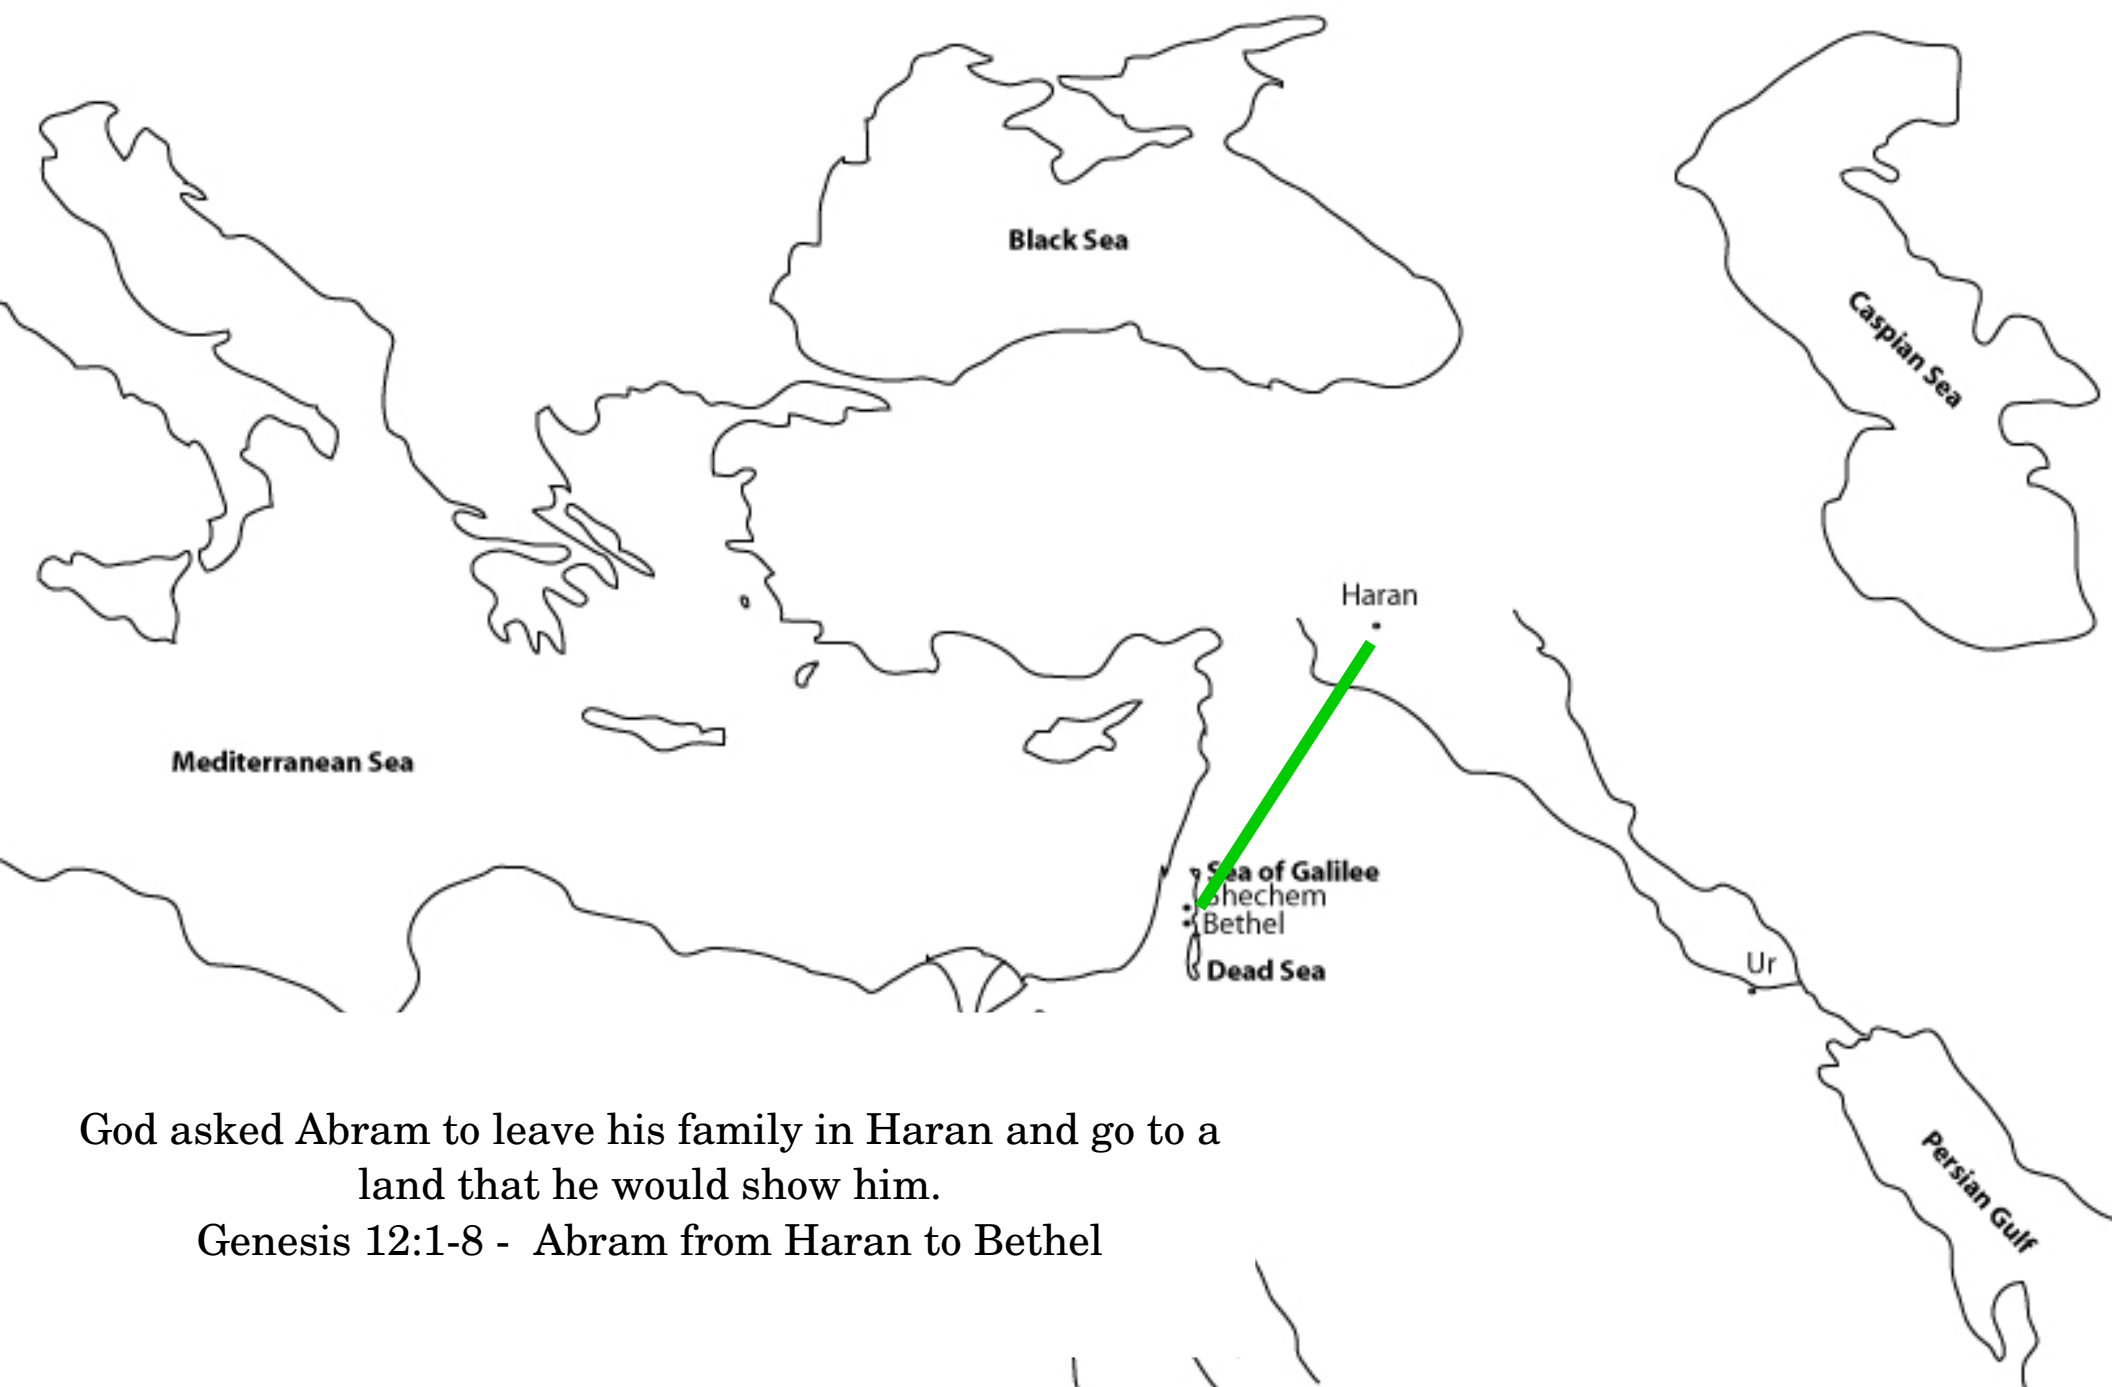 Black Sea
Caspian Sea
Haran
Mediterranean Sea
Sea of Galilee
Shechem
Bethel
Ur
Dead Sea
Persian Gulf
God asked Abram to leave his family in Haran and go to a
land that he would show him.
Genesis 12:1-8 - Abram from Haran to Bethel